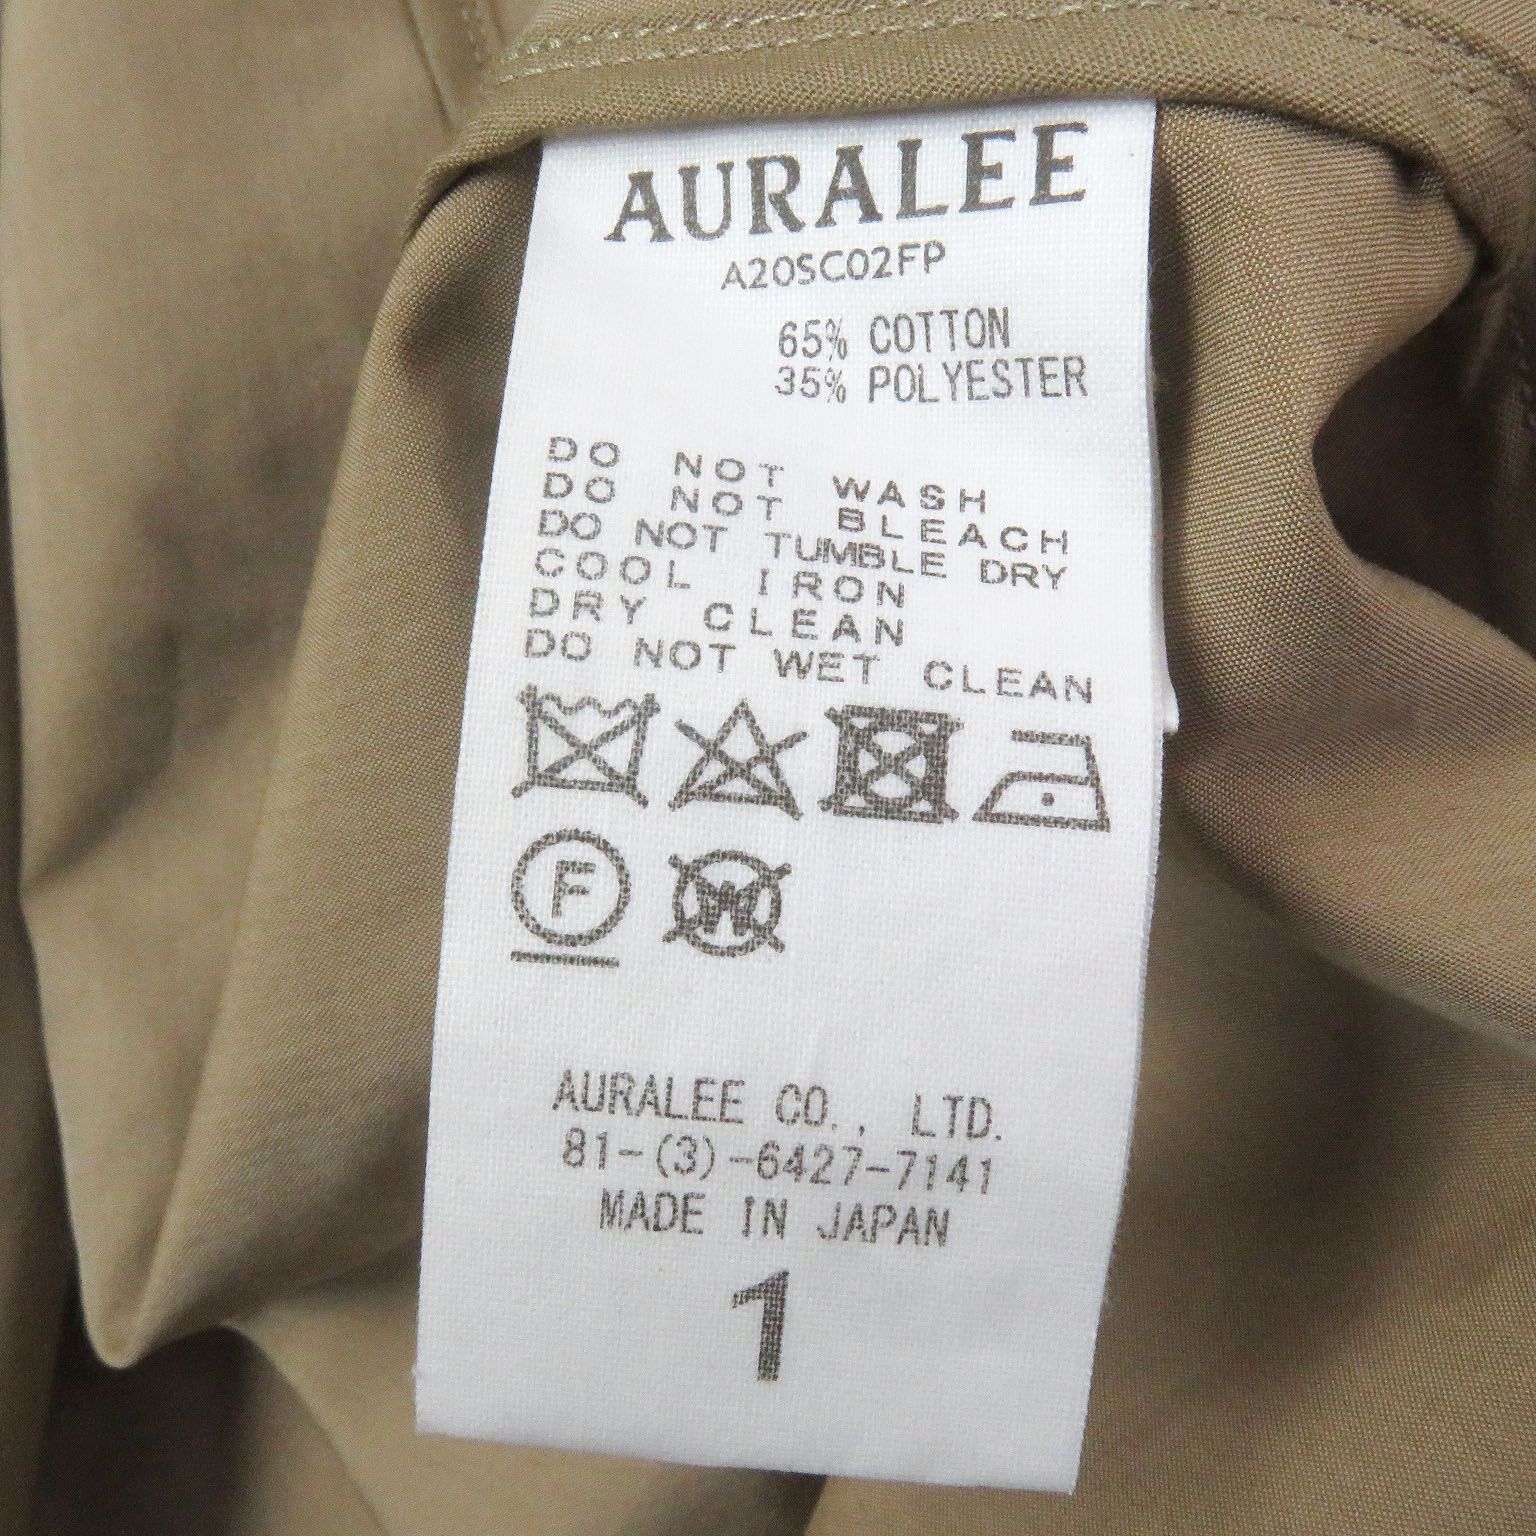 AURALEE
A20SC02FP
65% COTTON
35% POLYESTER
DO NOT WASH
DO NOT BLEACH
DO NOT TUMBLE DRY
COOL IRON
DRY CLEAN
DO NOT WET CLEAN
F W
AURALEE CO., LTD.
81-(3)-6427-7141
MADE IN JAPAN
1